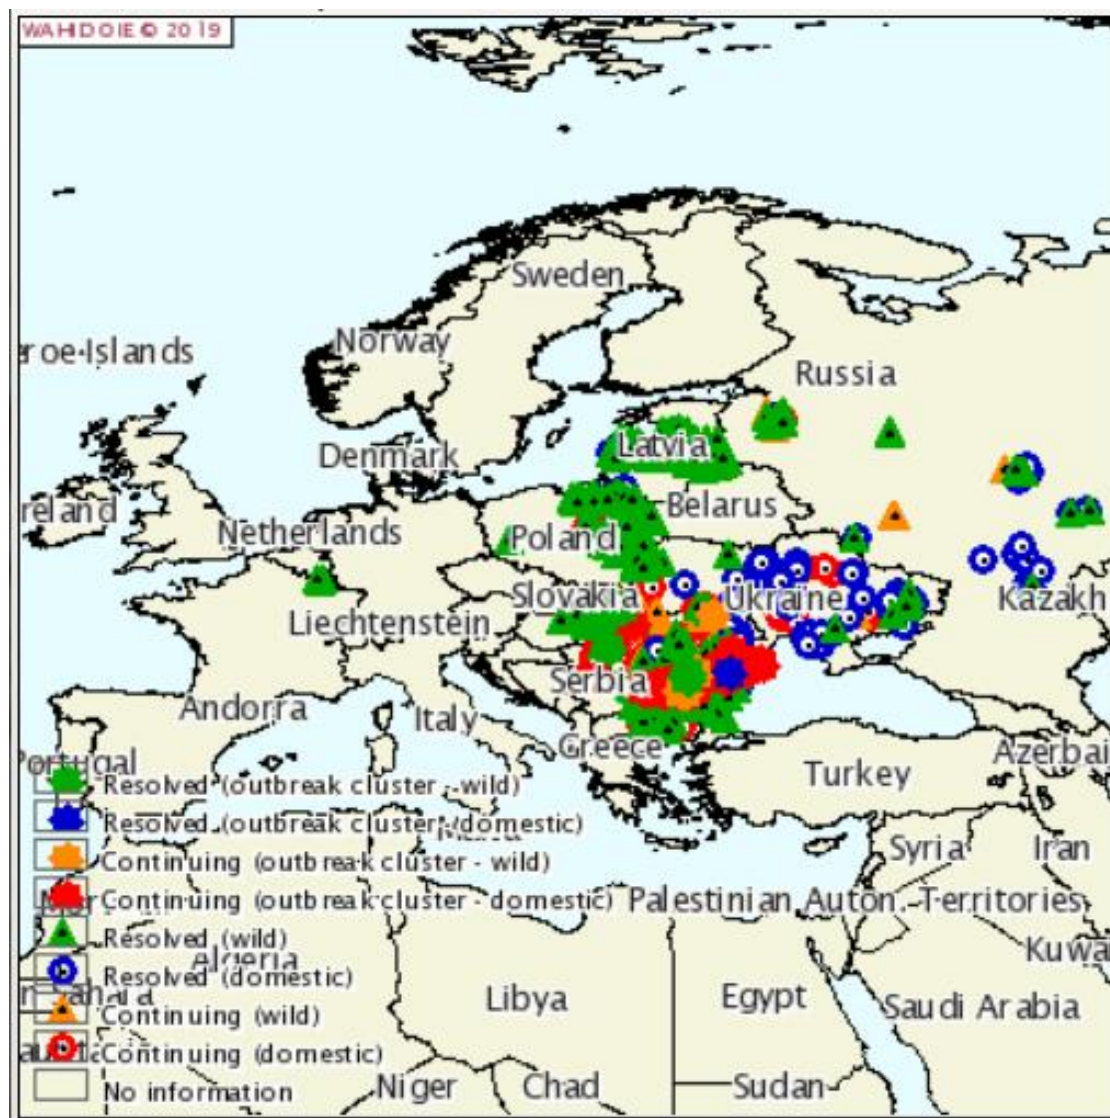 WAHIDOIE © 2019
Sweden
Norway
roe Islands
Russia
Latvia
Denmark
reland
Netherlands
Belarus
Poland
Slovakia
Ukraine
Kazakh
Liechtenstein
Serbia
Andorra
Italy
Greece
Azerbai
Portugal
Turkey
Resolved (outbreak cluster - wild)
Resolved (outbreak cluster - domestic)
Syria
Iran
Continuing (outbreak cluster - wild)
Continuing (outbreak cluster - domestic)
Palestinian Auton. Territories
Resolved (wild)
Kuwa
Algeria
Resolved (domestic)
Libya
Egypt
Saudi Arabia
Continuing (wild)
Continuing (domestic)
No information
Niger
Chad
Sudan